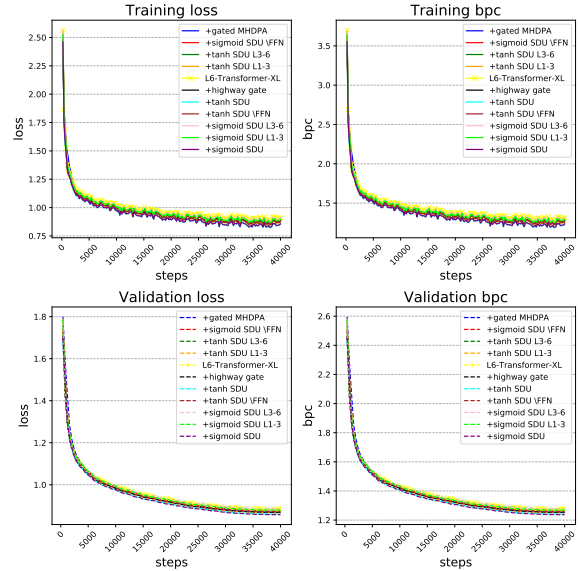 Training loss
loss
2.50
2.25
2.00
1.75
1.50
1.25
1.00
0.75
+gated MHDPA
+sigmoid SDU \FFN
+tanh SDU L3-6
+tanh SDU L1-3
L6-Transformer-XL
+highway gate
+tanh SDU
+tanh SDU \FFN
+sigmoid SDU L3-6
+sigmoid SDU L1-3
+sigmoid SDU
0 5000 10000 15000 20000 25000 30000 35000 40000
steps
Training bpc
bpc
3.5
3.0
2.5
2.0
1.5
+gated MHDPA
+sigmoid SDU \FFN
+tanh SDU L3-6
+tanh SDU L1-3
L6-Transformer-XL
+highway gate
+tanh SDU
+tanh SDU \FFN
+sigmoid SDU L3-6
+sigmoid SDU L1-3
+sigmoid SDU
0 5000 10000 15000 20000 25000 30000 35000 40000
steps
Validation loss
loss
1.8
1.6
1.4
1.2
1.0
+gated MHDPA
+sigmoid SDU \FFN
+tanh SDU L3-6
+tanh SDU L1-3
L6-Transformer-XL
+highway gate
+tanh SDU
+tanh SDU \FFN
+sigmoid SDU L3-6
+sigmoid SDU L1-3
+sigmoid SDU
0 5000 10000 15000 20000 25000 30000 35000 40000
steps
Validation bpc
bpc
2.6
2.4
2.2
2.0
1.8
1.6
1.4
1.2
+gated MHDPA
+sigmoid SDU \FFN
+tanh SDU L3-6
+tanh SDU L1-3
L6-Transformer-XL
+highway gate
+tanh SDU
+tanh SDU \FFN
+sigmoid SDU L3-6
+sigmoid SDU L1-3
+sigmoid SDU
0 5000 10000 15000 20000 25000 30000 35000 40000
steps